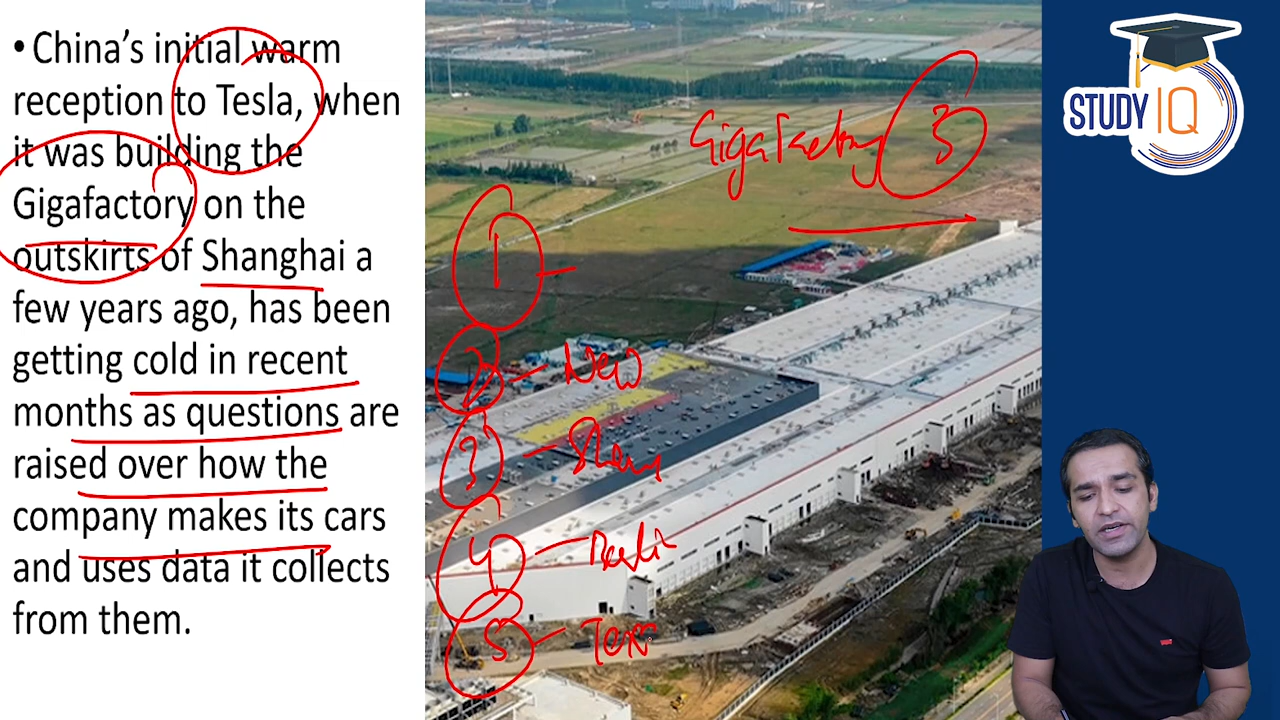 • China's initial warm
reception to Tesla, when
it was building the
Gigafactory on the
outskirts of Shanghai a
few years ago, has been
getting cold in recent
months as questions are
raised over how the
company makes its cars
and uses data it collects
from them.
Gigafactory 3
1 –
2 – New
3 –
4 –
5 –
STUDY IQ